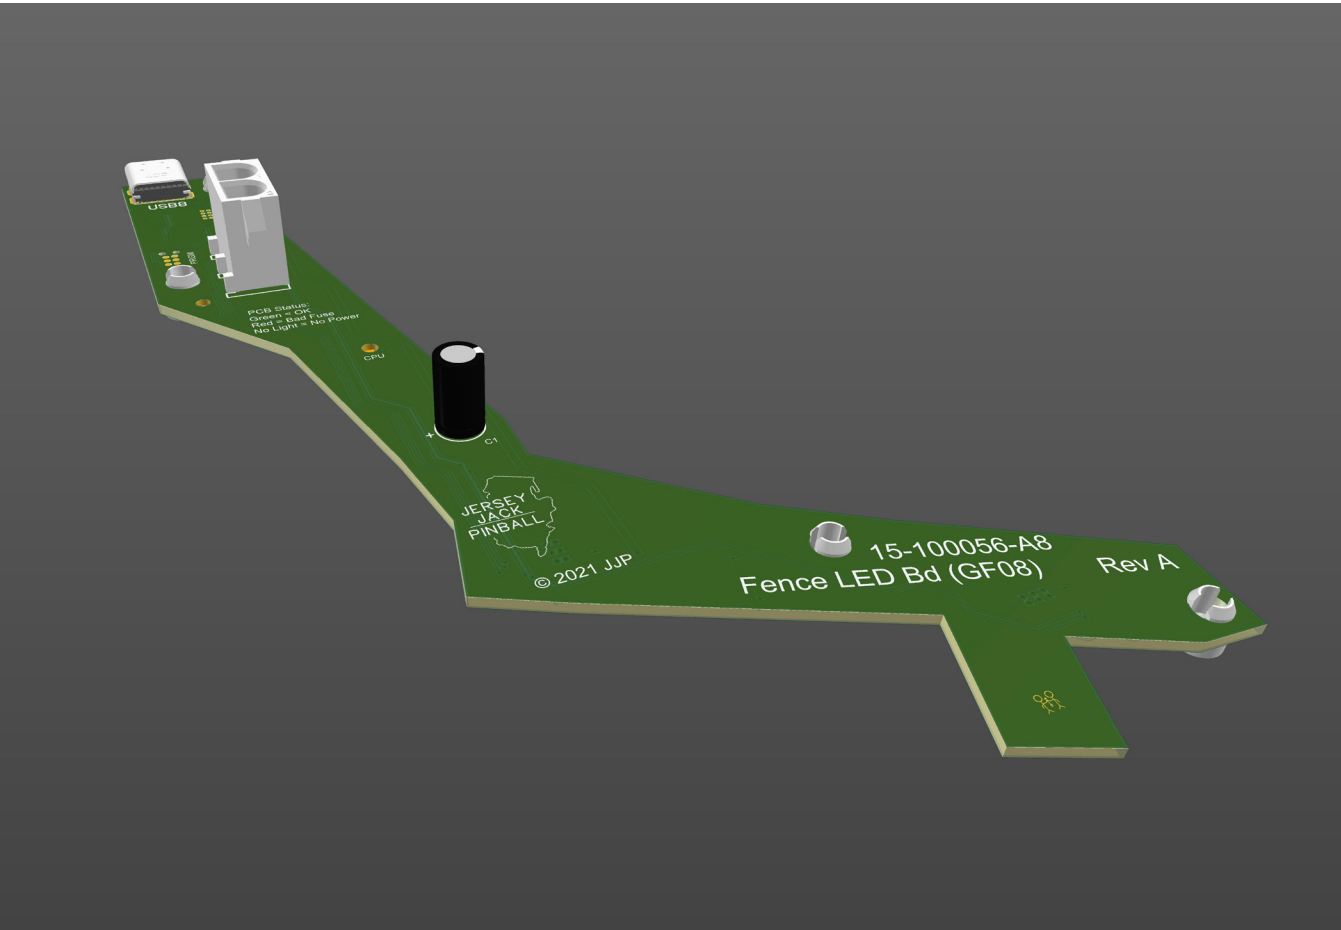 USB8
PROM
PCB Status:
Green = OK
Red = Bad Fuse
No Light = No Power
CPU
+
C1
JERSEY
JACK
PINBALL
© 2021 JJP
15-100056-A8
Fence LED Bd (GF08)
Rev A